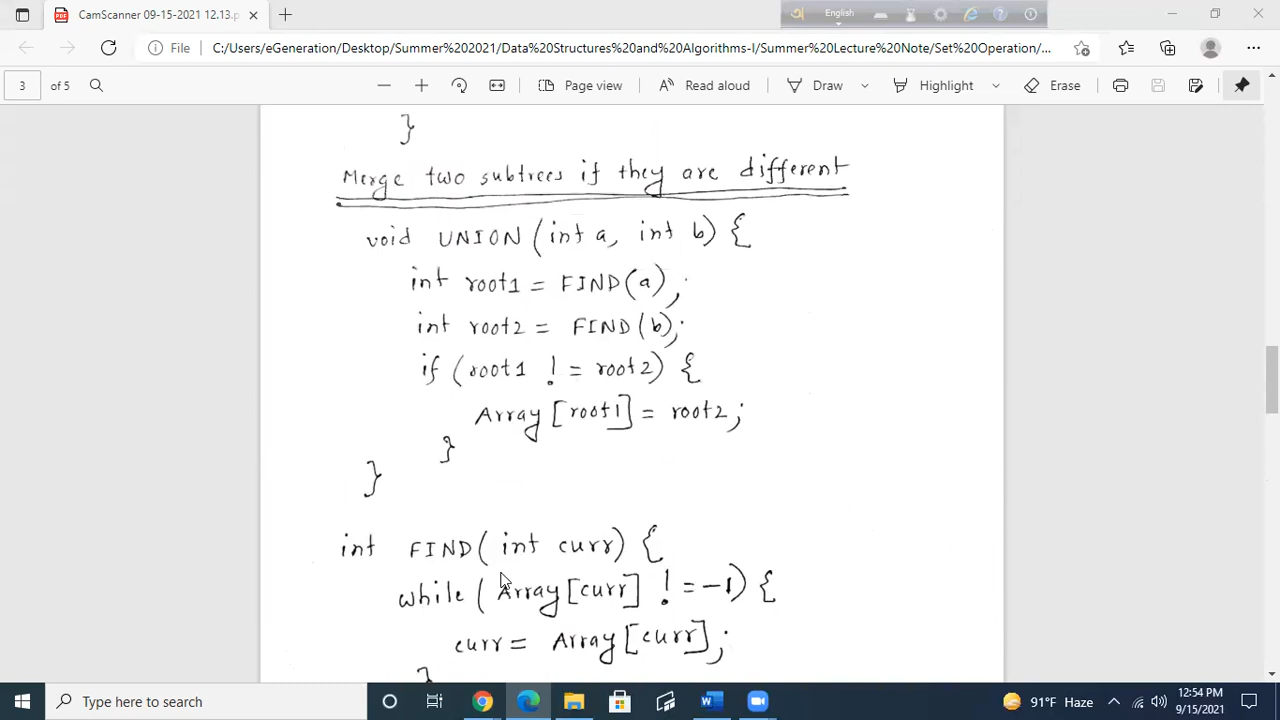 CamScanner 09-15-2021 12.13.p
English
File
C:/Users/eGeneration/Desktop/Summer%202021/Data%20Structures%20and%20Algorithms-I/Summer%20Lecture%20Note/Set%20Operation/...
3 of 5
Page view
Read aloud
Draw
Highlight
Erase
}
Merge two subtrees if they are different
void UNION (int a, int b) {
int root1 = FIND(a);
int root2 = FIND(b);
if (root1 != root2) {
Array[root1] = root2;
}
}
int FIND(int curr) {
while (Array[curr] != -1) {
curr = Array[curr];
}
Type here to search
91°F Haze
12:54 PM
9/15/2021